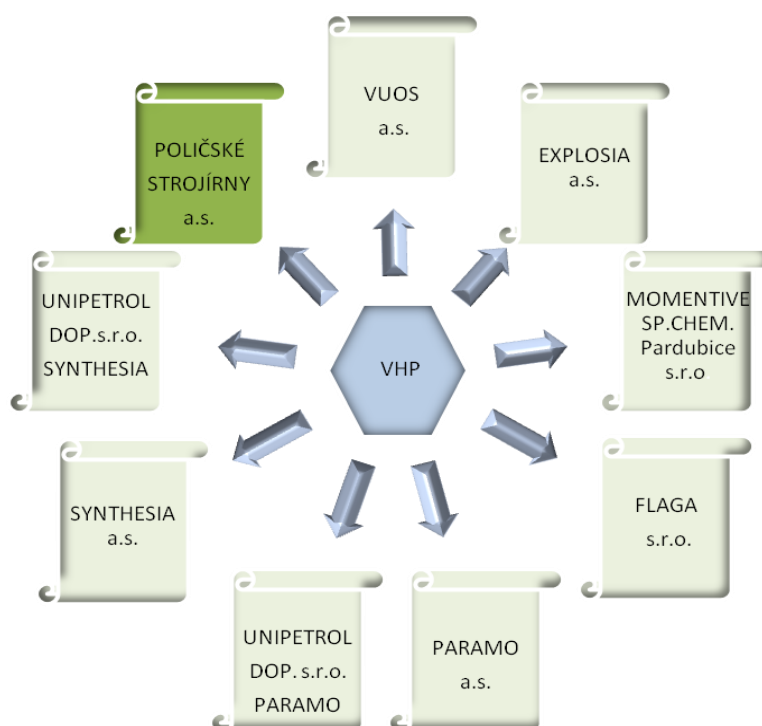 VUOS
a.s.
POLIČSKÉ
STROJÍRNY
a.s.
EXPLOSIA
a.s.
UNIPETROL
DOP.s.r.o.
SYNTHESIA
MOMENTIVE
SP.CHEM.
Pardubice
s.r.o
VHP
SYNTHESIA
a.s.
FLAGA
s.r.o.
UNIPETROL
DOP. s.r.o.
PARAMO
PARAMO
a.s.